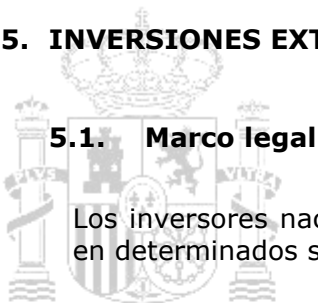 5. INVERSIONES EXT
5.1. Marco legal
Los inversores nac
en determinados s
PLVS
VLTRA